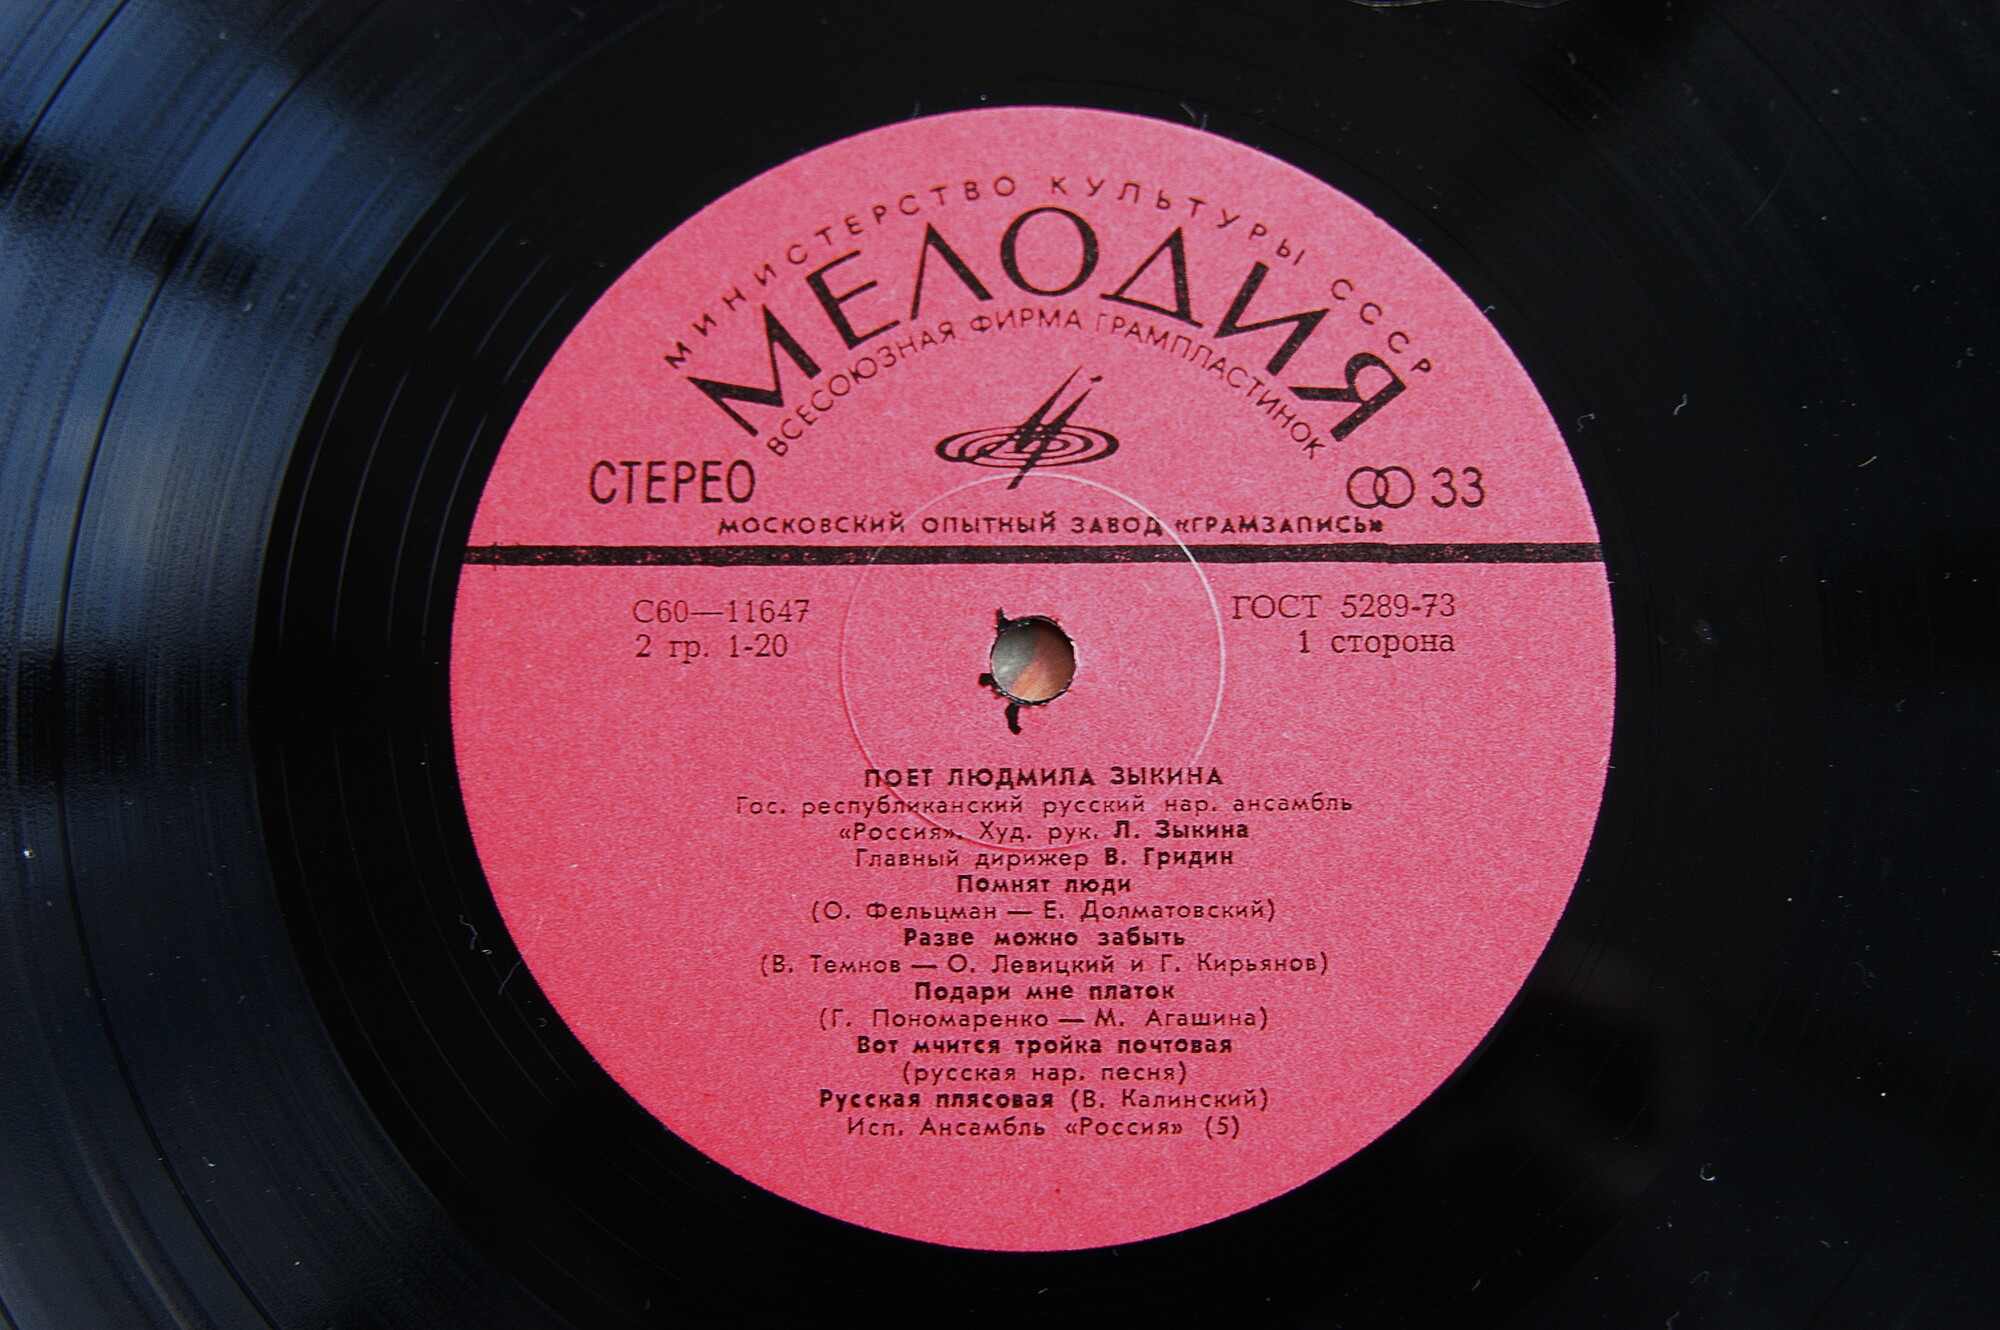 МИНИСТЕРСТВО КУЛЬТУРЫ СССР
МЕЛОДИЯ
ВСЕСОЮЗНАЯ ФИРМА ГРАМПЛАСТИНОК
СТЕРЕО
33
МОСКОВСКИЙ ОПЫТНЫЙ ЗАВОД «ГРАМЗАПИСЬ»
С60—11647
ГОСТ 5289-73
2 гр. 1-20
1 сторона
ПОЕТ ЛЮДМИЛА ЗЫКИНА
Гос. республиканский русский нар. ансамбль
«Россия». Худ. рук. Л. Зыкина
Главный дирижер В. Гридин
Помнят люди
(О. Фельцман — Е. Долматовский)
Разве можно забыть
(В. Темнов — О. Левицкий и Г. Кирьянов)
Подари мне платок
(Г. Пономаренко — М. Агашина)
Вот мчится тройка почтовая
(русская нар. песня)
Русская плясовая (В. Калинский)
Исп. Ансамбль «Россия» (5)